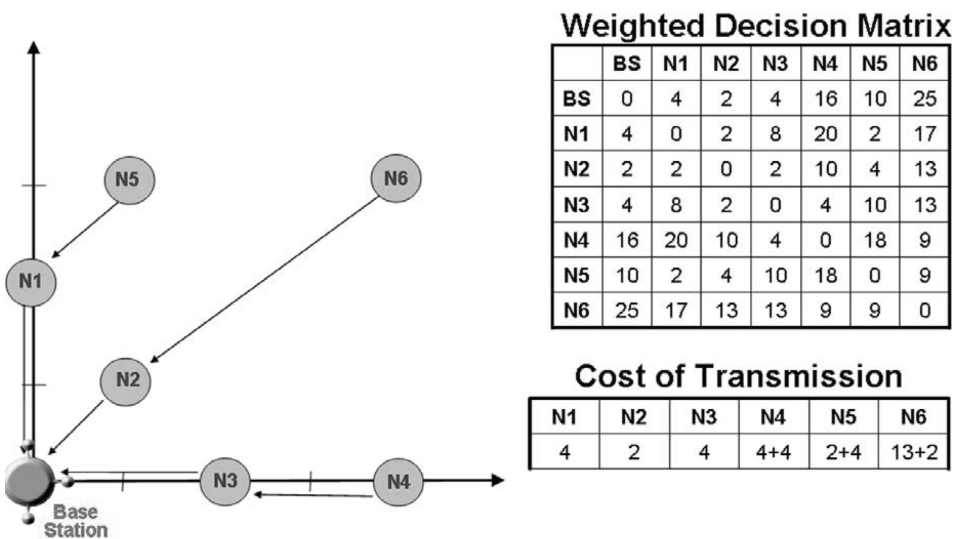 Weighted Decision Matrix
BS N1 N2 N3 N4 N5 N6
BS 0 4 2 4 16 10 25
N1 4 0 2 8 20 2 17
N2 2 2 0 2 10 4 13
N3 4 8 2 0 4 10 13
N4 16 20 10 4 0 18 9
N5 10 2 4 10 18 0 9
N6 25 17 13 13 9 9 0
Cost of Transmission
N1 N2 N3 N4 N5 N6
4 2 4 4+4 2+4 13+2
N5
N6
N1
N2
N3
N4
Base
Station